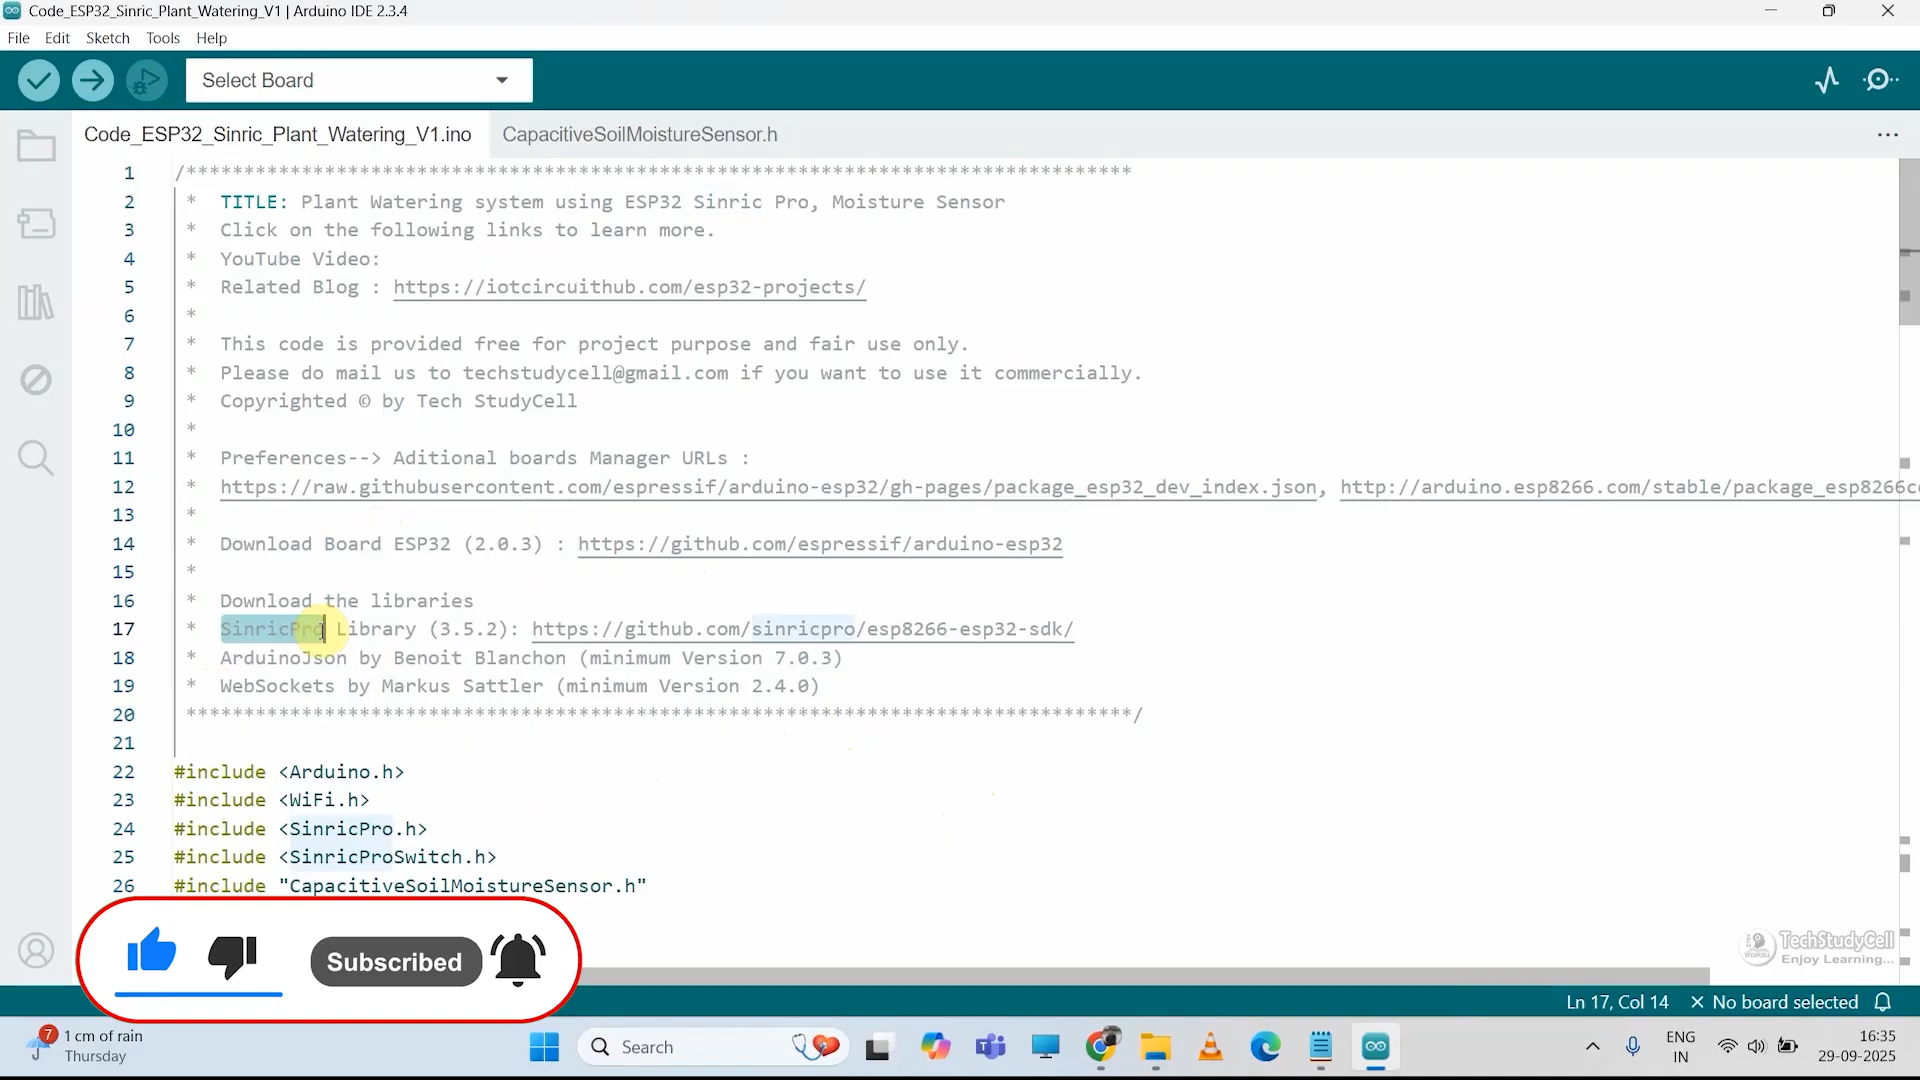 Code_ESP32_Sinric_Plant_Watering_V1 | Arduino IDE 2.3.4
File Edit Sketch Tools Help
Select Board
Code_ESP32_Sinric_Plant_Watering_V1.ino CapacitiveSoilMoistureSensor.h
1 /**********************************************************************************
2 * TITLE: Plant Watering system using ESP32 Sinric Pro, Moisture Sensor
3 * Click on the following links to learn more.
4 * YouTube Video:
5 * Related Blog : https://iotcircuithub.com/esp32-projects/
6 *
7 * This code is provided free for project purpose and fair use only.
8 * Please do mail us to techstudycell@gmail.com if you want to use it commercially.
9 * Copyrighted © by Tech StudyCell
10 *
11 * Preferences--> Aditional boards Manager URLs :
12 * https://raw.githubusercontent.com/espressif/arduino-esp32/gh-pages/package_esp32_dev_index.json, http://arduino.esp8266.com/stable/package_esp8266c
13 *
14 * Download Board ESP32 (2.0.3) : https://github.com/espressif/arduino-esp32
15 *
16 * Download the libraries
17 * SinricPro Library (3.5.2): https://github.com/sinricpro/esp8266-esp32-sdk/
18 * ArduinoJson by Benoit Blanchon (minimum Version 7.0.3)
19 * WebSockets by Markus Sattler (minimum Version 2.4.0)
20 **********************************************************************************/
21
22 #include <Arduino.h>
23 #include <WiFi.h>
24 #include <SinricPro.h>
25 #include <SinricProSwitch.h>
26 #include "CapacitiveSoilMoistureSensor.h"
Subscribed
TechStudyCell
Enjoy Learning...
Ln 17, Col 14 No board selected
7 1 cm of rain
Thursday
Search
ENG
IN
16:35
29-09-2025